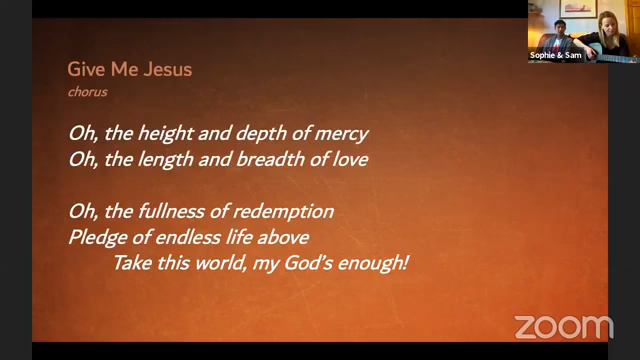 Give Me Jesus
chorus
Oh, the height and depth of mercy
Oh, the length and breadth of love
Oh, the fullness of redemption
Pledge of endless life above
Take this world, my God's enough!
Sophie & Sam
zoom